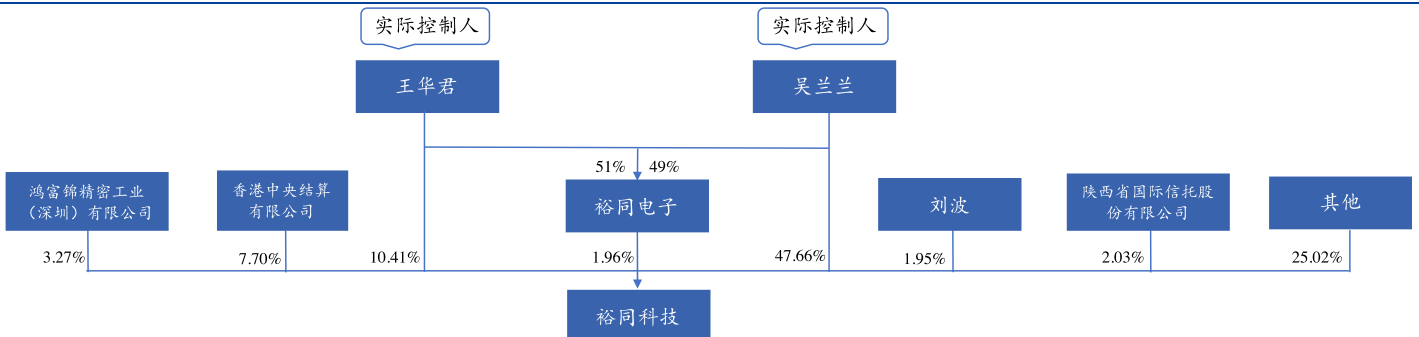 实际控制人
实际控制人
王华君
吴兰兰
51%
49%
鸿富锦精密工业
（深圳）有限公司
香港中央结算
有限公司
裕同电子
刘波
陕西省国际信托股
份有限公司
其他
3.27%
7.70%
10.41%
1.96%
47.66%
1.95%
2.03%
25.02%
裕同科技